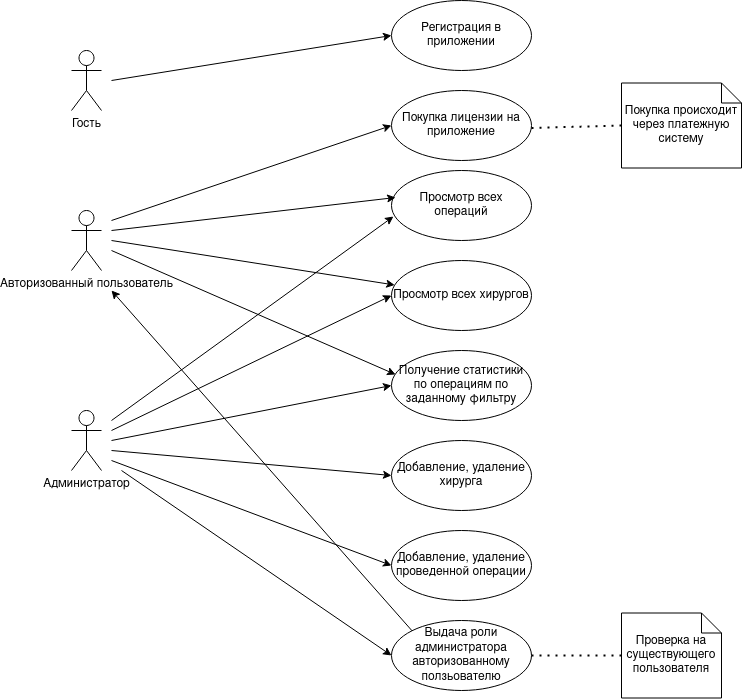 Регистрация в
приложении
Гость
Покупка лицензии на
приложение
Покупка происходит
через платежную
систему
Просмотр всех
операций
Авторизованный пользователь
Просмотр всех хирургов
Получение статистики
по операциям по
заданному фильтру
Администратор
Добавление, удаление
хирурга
Добавление, удаление
проведенной операции
Выдача роли
администратора
авторизованному
ползьователю
Проверка на
существующего
пользователя